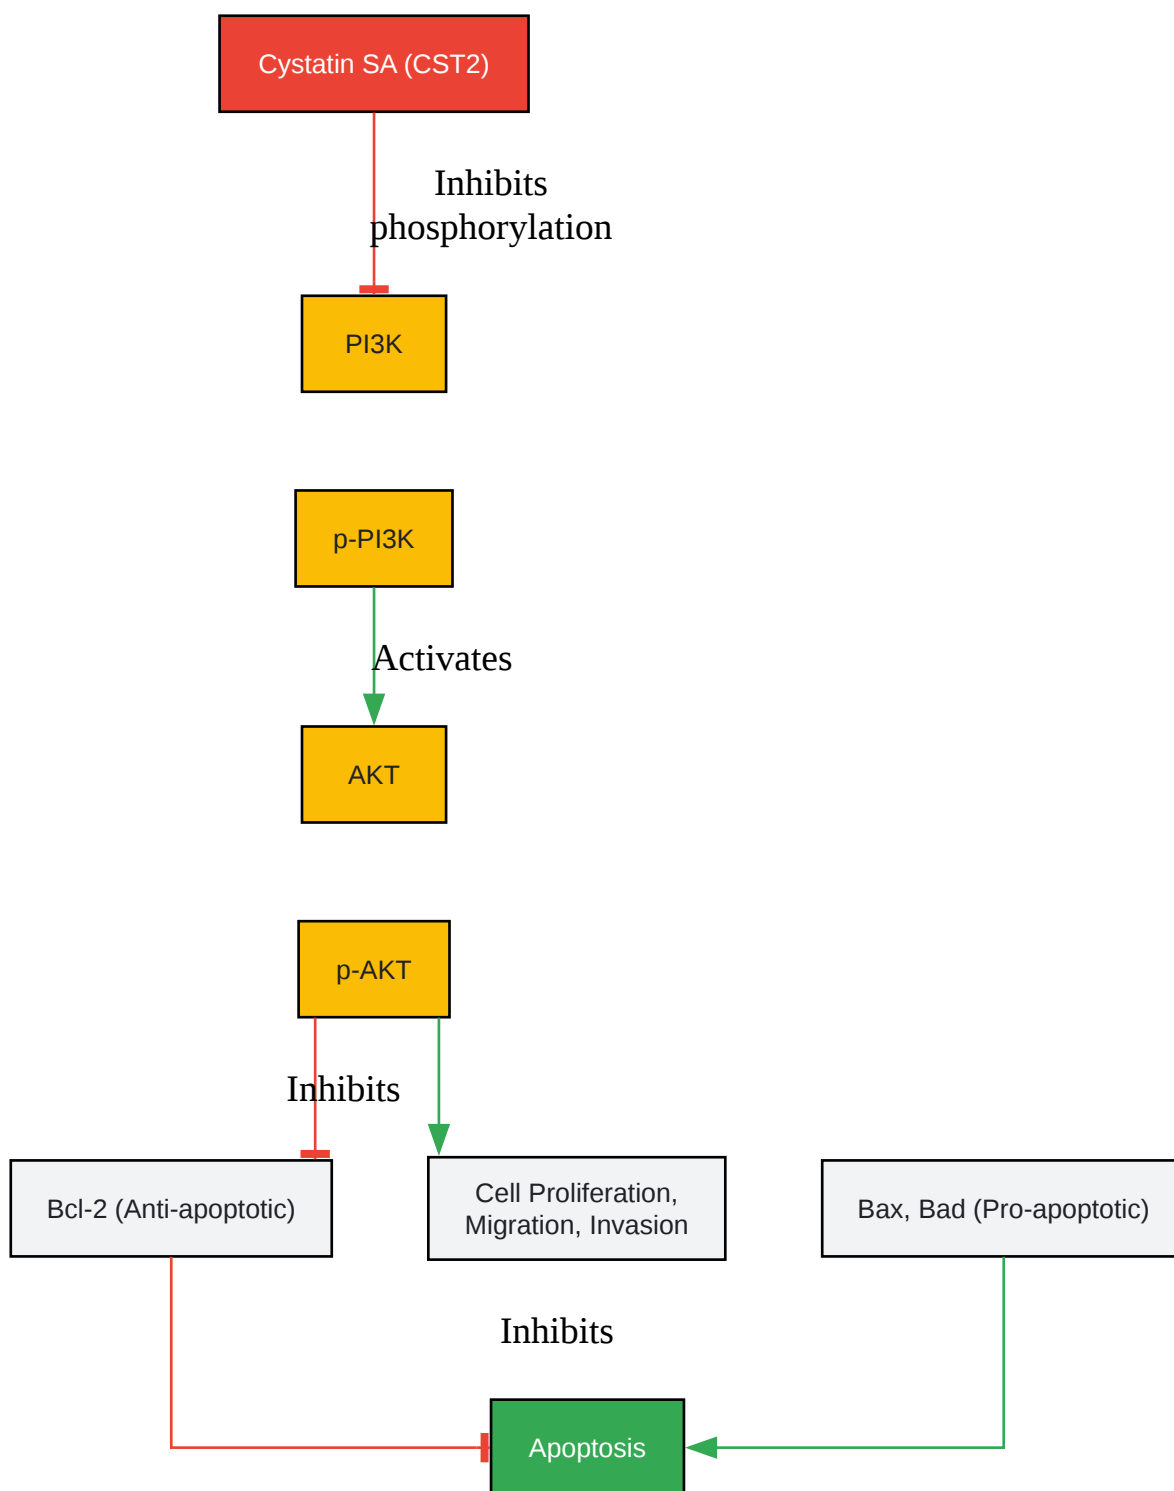 Cystatin SA (CST2)
Inhibits
phosphorylation
PI3K
p-PI3K
Activates
AKT
p-AKT
Inhibits
Bcl-2 (Anti-apoptotic)
Cell Proliferation,
Migration, Invasion
Bax, Bad (Pro-apoptotic)
Inhibits
Apoptosis